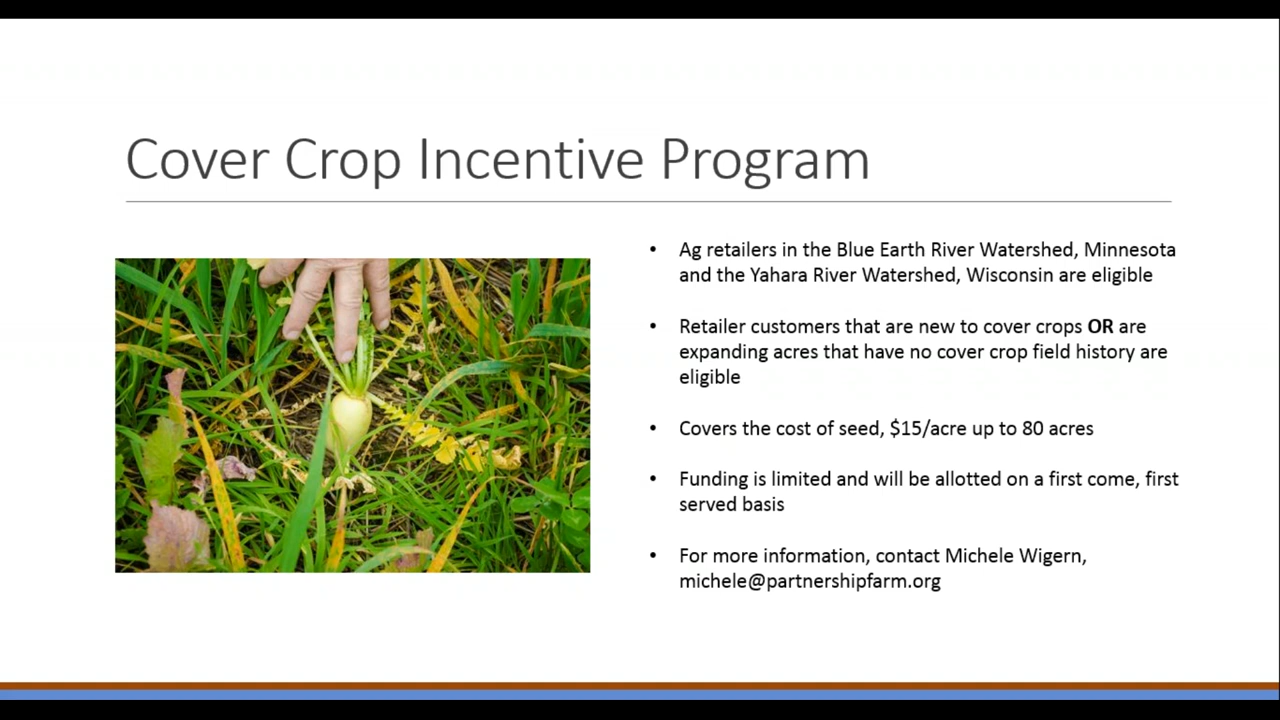 Cover Crop Incentive Program
• Ag retailers in the Blue Earth River Watershed, Minnesota
and the Yahara River Watershed, Wisconsin are eligible
• Retailer customers that are new to cover crops OR are
expanding acres that have no cover crop field history are
eligible
• Covers the cost of seed, $15/acre up to 80 acres
• Funding is limited and will be allotted on a first come, first
served basis
• For more information, contact Michele Wigern,
michele@partnershipfarm.org